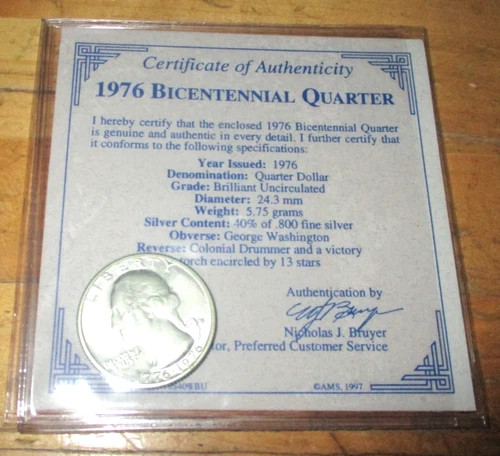 Certificate of Authenticity
1976 BICENTENNIAL QUARTER
I hereby certify that the enclosed 1976 Bicentennial Quarter
is genuine and authentic in every detail. I further certify that
it conforms to the following specifications:
Year Issued: 1976
Denomination: Quarter Dollar
Grade: Brilliant Uncirculated
Diameter: 24.3 mm
Weight: 5.75 grams
Silver Content: 40% of .800 fine silver
Obverse: George Washington
Reverse: Colonial Drummer and a victory
torch encircled by 13 stars
LIBERTY
1776 1976
Authentication by
Nicholas J. Bruyer
or, Preferred Customer Service
BU
©AMS, 1997